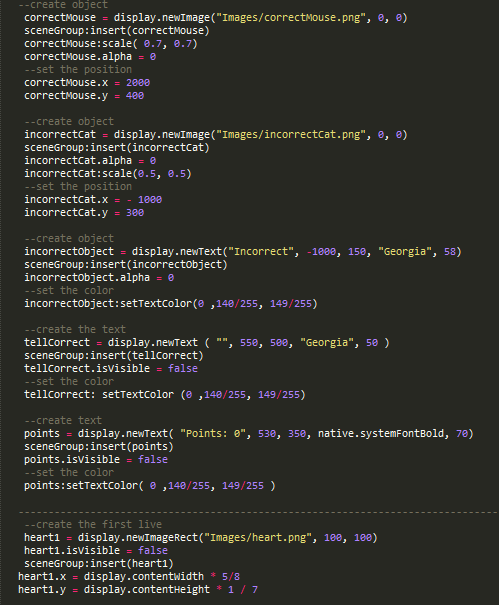 --create object
correctMouse = display.newImage("Images/correctMouse.png", 0, 0)
sceneGroup:insert(correctMouse)
correctMouse:scale( 0.7, 0.7)
correctMouse.alpha = 0
--set the position
correctMouse.x = 2000
correctMouse.y = 400
--create object
incorrectCat = display.newImage("Images/incorrectCat.png", 0, 0)
sceneGroup:insert(incorrectCat)
incorrectCat.alpha = 0
incorrectCat:scale(0.5, 0.5)
--set the position
incorrectCat.x = - 1000
incorrectCat.y = 300
--create object
incorrectObject = display.newText("Incorrect", -1000, 150, "Georgia", 58)
sceneGroup:insert(incorrectObject)
incorrectObject.alpha = 0
--set the color
incorrectObject:setTextColor(0 ,140/255, 149/255)
--create the text
tellCorrect = display.newText ( "", 550, 500, "Georgia", 50 )
sceneGroup:insert(tellCorrect)
tellCorrect.isVisible = false
--set the color
tellCorrect: setTextColor (0 ,140/255, 149/255)
--create text
points = display.newText( "Points: 0", 530, 350, native.systemFontBold, 70)
sceneGroup:insert(points)
points.isVisible = false
--set the color
points:setTextColor( 0 ,140/255, 149/255 )
--------------------------------------------------------------------------------
--create the first live
heart1 = display.newImageRect("Images/heart.png", 100, 100)
heart1.isVisible = false
sceneGroup:insert(heart1)
heart1.x = display.contentWidth * 5/8
heart1.y = display.contentHeight * 1 / 7